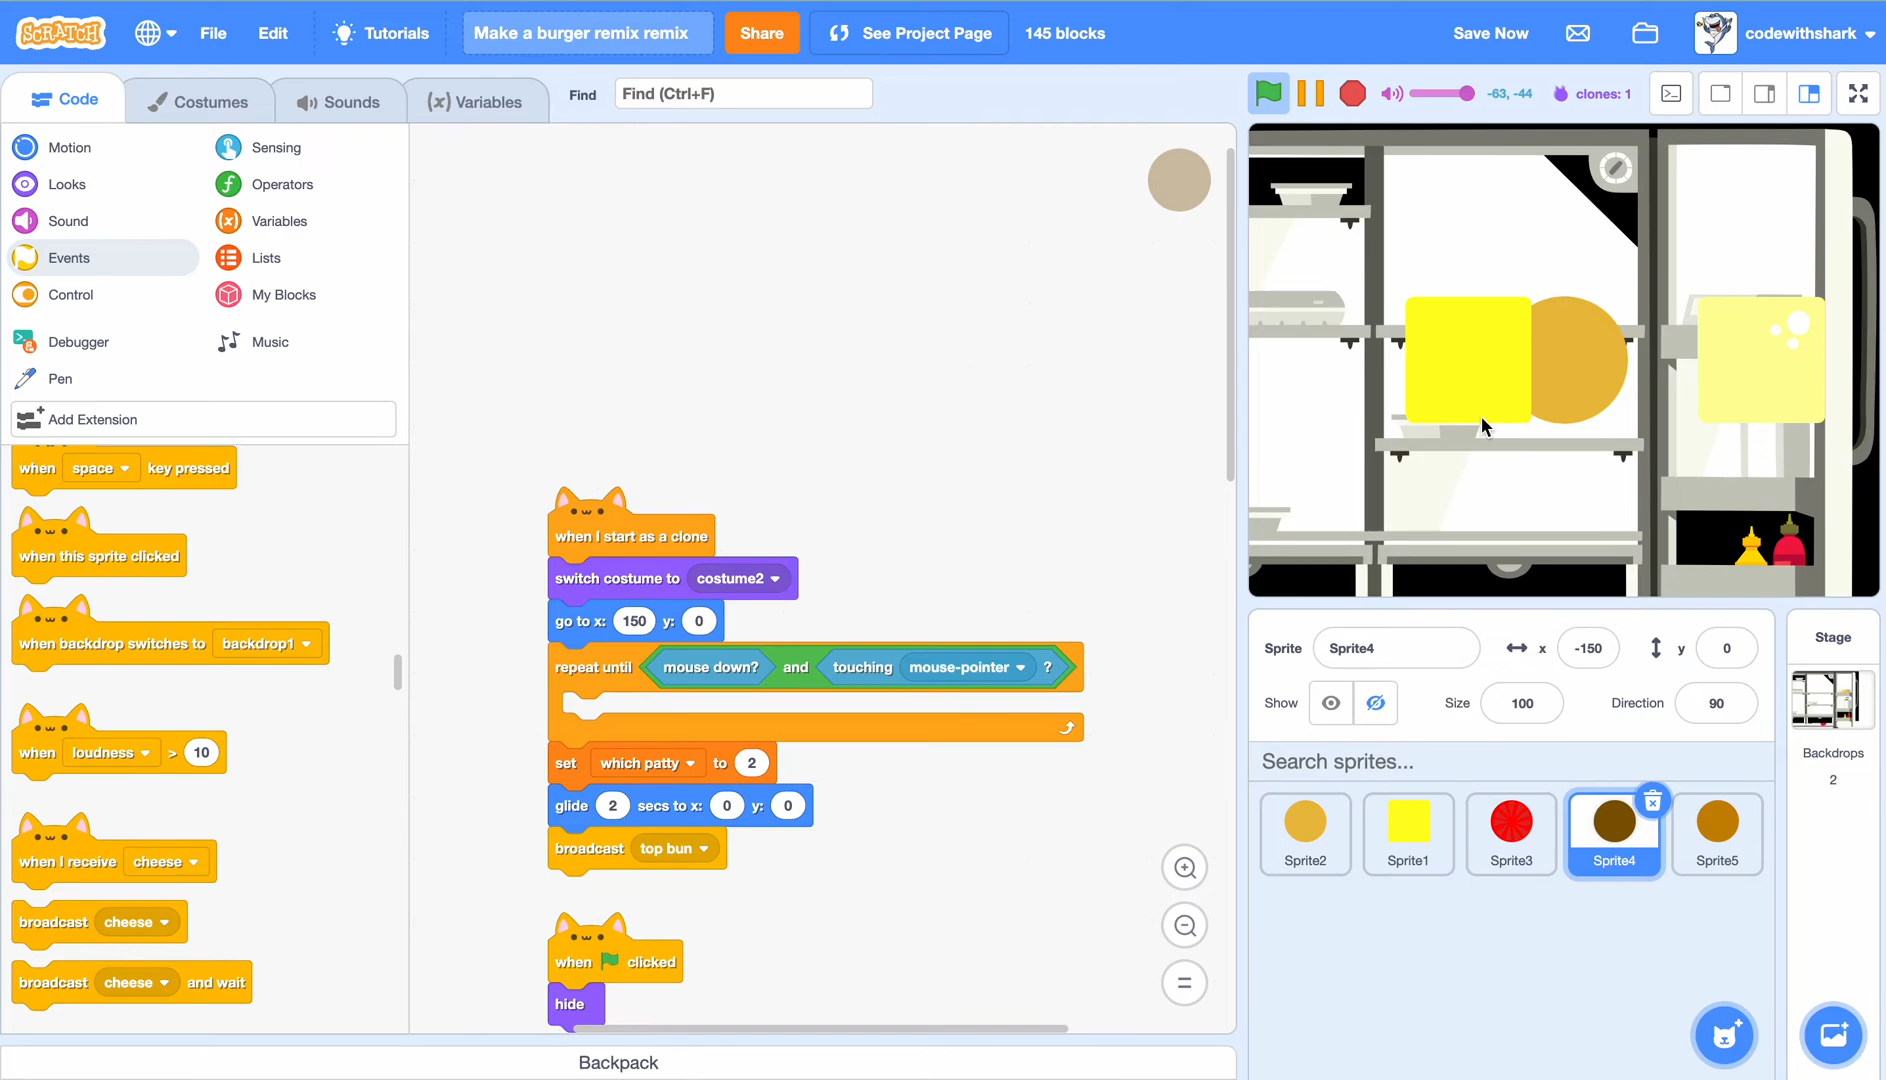 SCRATCH File Edit Tutorials Make a burger remix remix Share See Project Page 145 blocks Save Now codewithshark
Code Costumes Sounds (x) Variables Find Find (Ctrl+F) -63, -44 clones: 1
Motion Sensing
Looks Operators
Sound Variables
Events Lists
Control My Blocks
Debugger Music
Pen
Add Extension
when space key pressed
when this sprite clicked
when backdrop switches to backdrop1
when loudness > 10
when I receive cheese
broadcast cheese
broadcast cheese and wait
when I start as a clone
switch costume to costume2
go to x: 150 y: 0
repeat until mouse down? and touching mouse-pointer ?
set which patty to 2
glide 2 secs to x: 0 y: 0
broadcast top bun
when clicked
hide
Backpack
Sprite Sprite4 x -150 y 0
Show Size 100 Direction 90
Search sprites...
Sprite2 Sprite1 Sprite3 Sprite4 Sprite5
Stage
Backdrops
2